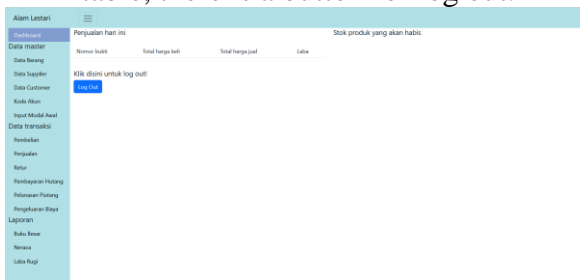 Alam Lestari
Dashboard
Data master
Data Barang
Data Supplier
Data Customer
Kode Akun
Input Modal Awal
Data transaksi
Pembelian
Penjualan
Retur
Pembayaran Hutang
Pelunasan Piutang
Pengeluaran Biaya
Laporan
Buku Besar
Neraca
Laba Rugi
Penjualan hari ini
Nomor bukti Total harga beli Total harga jual Laba
Klik disini untuk log out!
Log Out
Stok produk yang akan habis